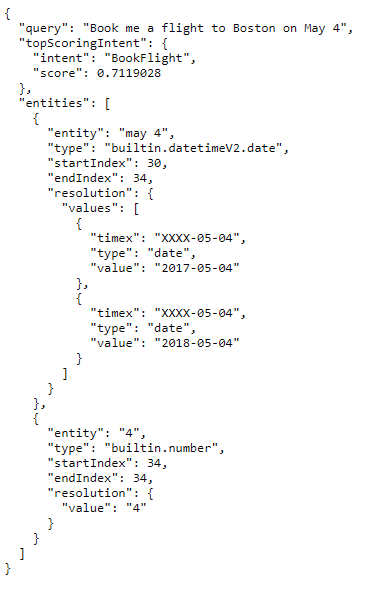 {
  "query": "Book me a flight to Boston on May 4",
  "topScoringIntent": {
    "intent": "BookFlight",
    "score": 0.7119028
  },
  "entities": [
    {
      "entity": "may 4",
      "type": "builtin.datetimeV2.date",
      "startIndex": 30,
      "endIndex": 34,
      "resolution": {
        "values": [
          {
            "timex": "XXXX-05-04",
            "type": "date",
            "value": "2017-05-04"
          },
          {
            "timex": "XXXX-05-04",
            "type": "date",
            "value": "2018-05-04"
          }
        ]
      }
    },
    {
      "entity": "4",
      "type": "builtin.number",
      "startIndex": 34,
      "endIndex": 34,
      "resolution": {
        "value": "4"
      }
    }
  ]
}